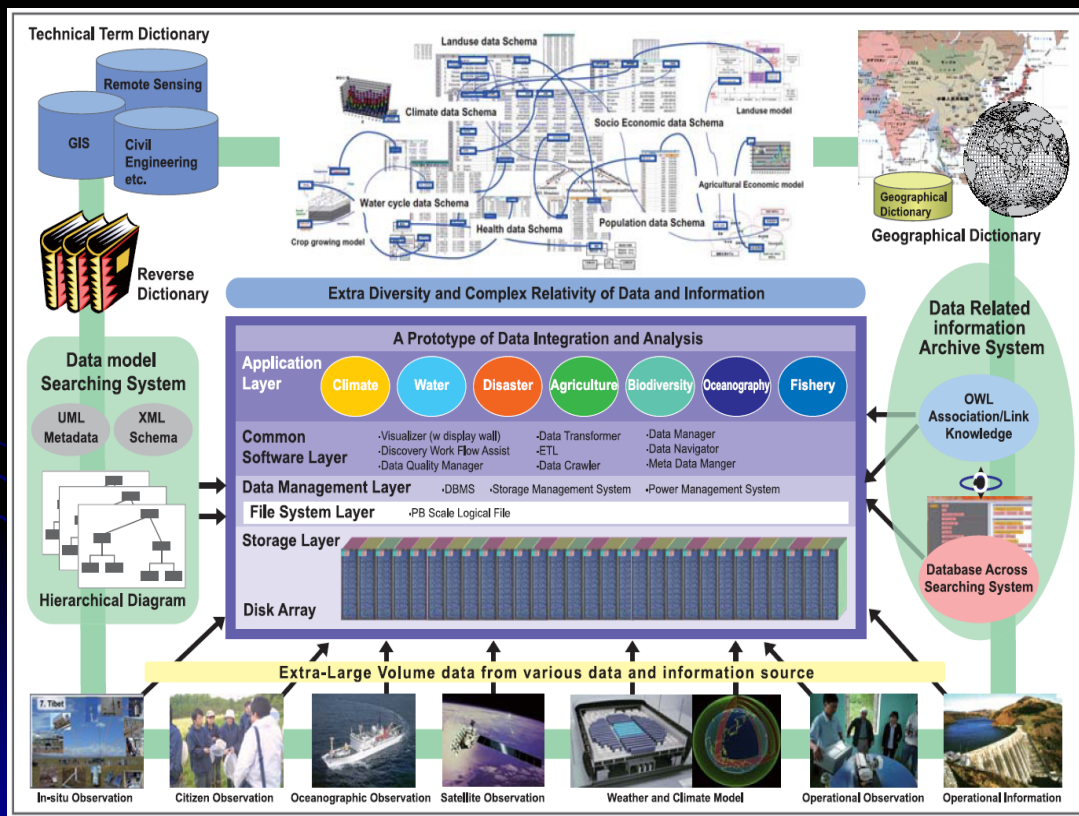 Technical Term Dictionary
Remote Sensing
GIS
Civil
Engineering
etc.
Reverse
Dictionary
Landuse data Schema
Climate data Schema
Socio Economic data Schema
Landuse model
Water cycle data Schema
Agricultural Economic model
Population data Schema
Health data Schema
Crop growing model
Geographical
Dictionary
Geographical Dictionary
Extra Diversity and Complex Relativity of Data and Information
Data model
Searching System
UML
Metadata
XML
Schema
Hierarchical Diagram
A Prototype of Data Integration and Analysis
Application
Layer
Climate
Water
Disaster
Agriculture
Biodiversity
Oceanography
Fishery
Common
Software Layer
·Visualizer (w display wall)
·Discovery Work Flow Assist
·Data Quality Manager
·Data Transformer
·ETL
·Data Crawler
·Data Manager
·Data Navigator
·Meta Data Manger
Data Management Layer
·DBMS
·Storage Management System
·Power Management System
File System Layer
·PB Scale Logical File
Storage Layer
Disk Array
Data Related
information
Archive System
OWL
Association/Link
Knowledge
Database Across
Searching System
Extra-Large Volume data from various data and information source
7. Tibet
In-situ Observation
Citizen Observation
Oceanographic Observation
Satellite Observation
Weather and Climate Model
Operational Observation
Operational Information